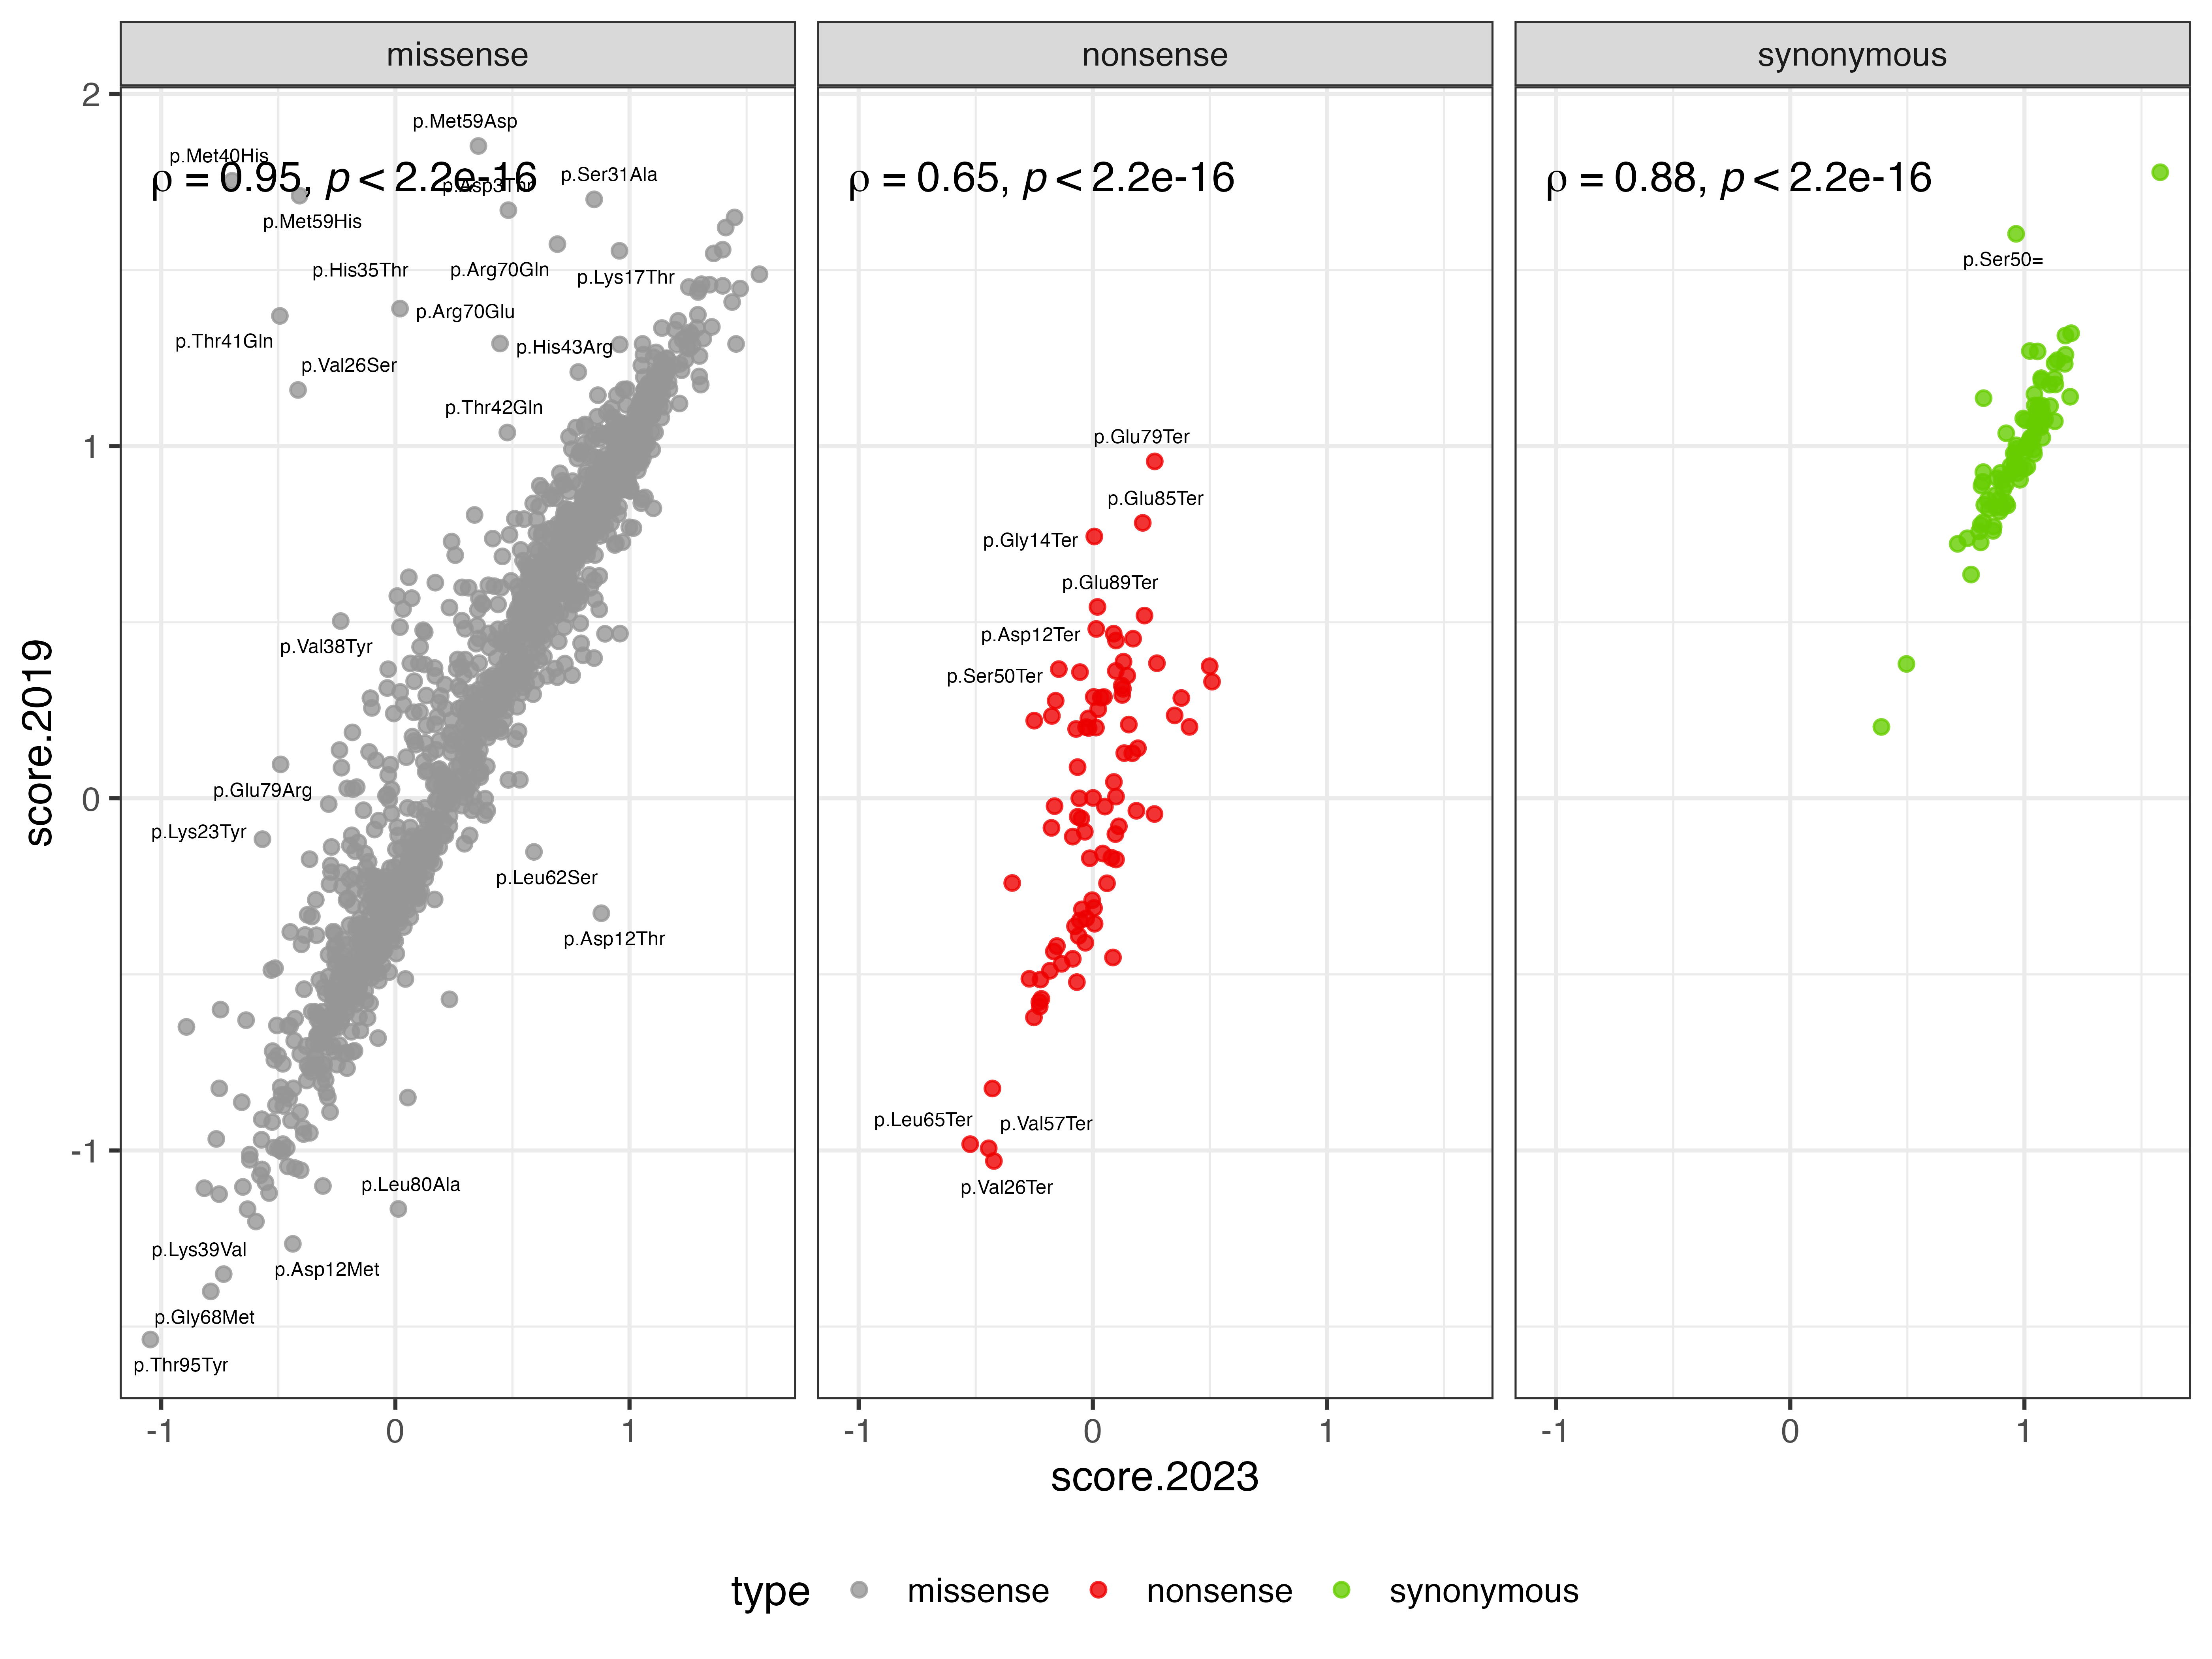 missense
nonsense
synonymous
p.Met59Asp
p.Met40His
ρ = 0.95, p < 2.2e-16
p.Asp3Thr
p.Ser31Ala
p.Met59His
p.His35Thr
p.Arg70Gln
p.Lys17Thr
p.Arg70Glu
p.Thr41Gln
p.His43Arg
p.Val26Ser
p.Thr42Gln
p.Val38Tyr
p.Glu79Arg
p.Lys23Tyr
p.Leu62Ser
p.Asp12Thr
p.Leu80Ala
p.Lys39Val
p.Asp12Met
p.Gly68Met
p.Thr95Tyr
ρ = 0.65, p < 2.2e-16
p.Glu79Ter
p.Glu85Ter
p.Gly14Ter
p.Glu89Ter
p.Asp12Ter
p.Ser50Ter
p.Leu65Ter
p.Val57Ter
p.Val26Ter
ρ = 0.88, p < 2.2e-16
p.Ser50=
2
1
0
-1
score.2019
-1 0 1
-1 0 1
-1 0 1
score.2023
type missense nonsense synonymous